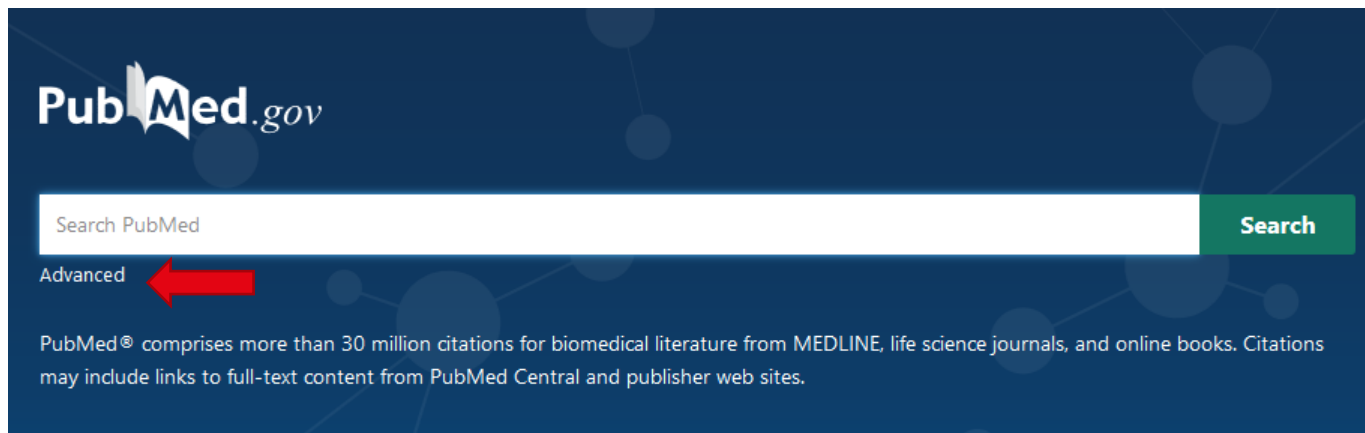 PubMed.gov
Search PubMed
Search
Advanced
PubMed® comprises more than 30 million citations for biomedical literature from MEDLINE, life science journals, and online books. Citations
may include links to full-text content from PubMed Central and publisher web sites.